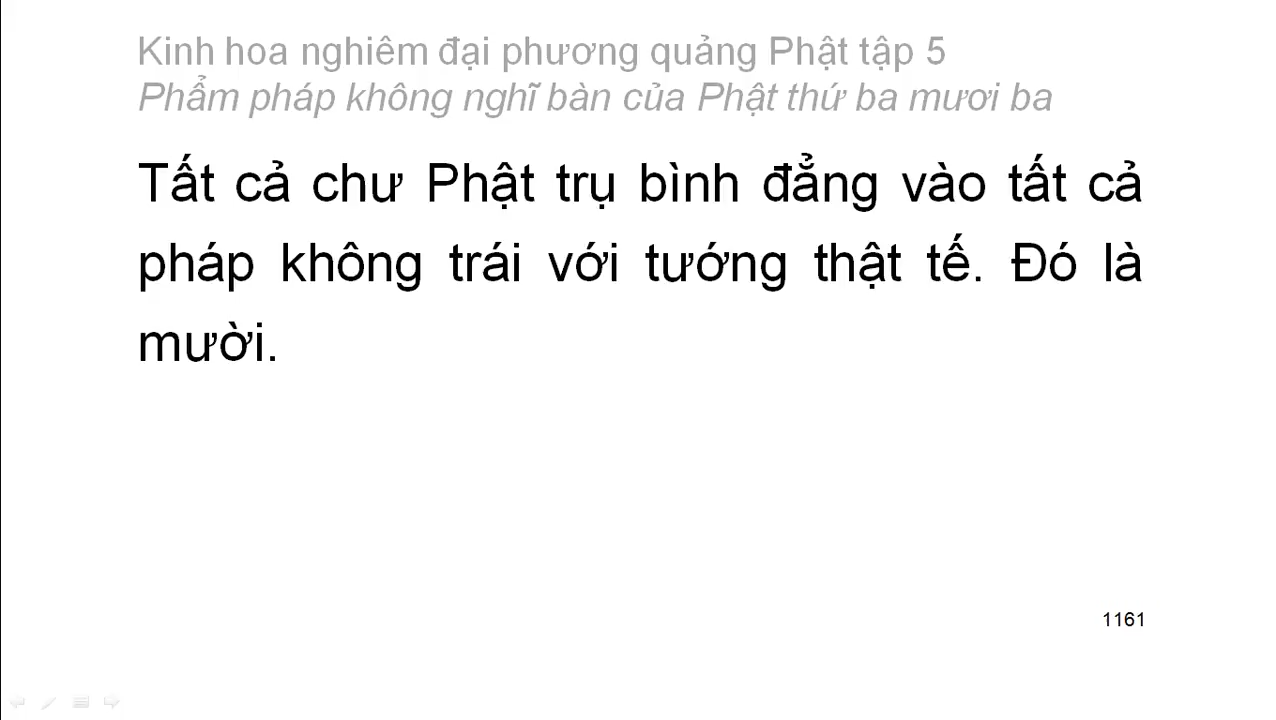 Kinh hoa nghiêm đại phương quảng Phật tập 5
Phẩm pháp không nghĩ bàn của Phật thứ ba mươi ba
Tất cả chư Phật trụ bình đẳng vào tất cả
pháp không trái với tướng thật tế. Đó là
mười.
1161